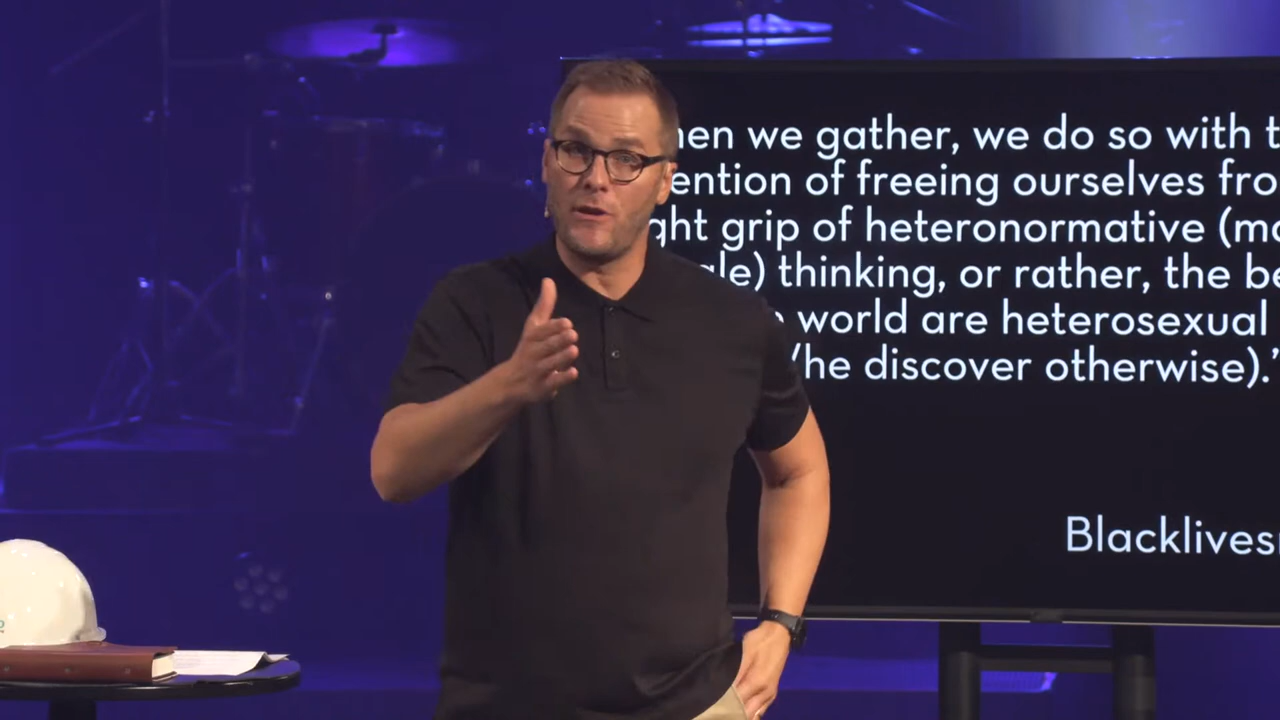 hen we gather, we do so with t
ention of freeing ourselves fro
ght grip of heteronormative (ma
ale) thinking, or rather, the be
world are heterosexual
/he discover otherwise).
Blacklives